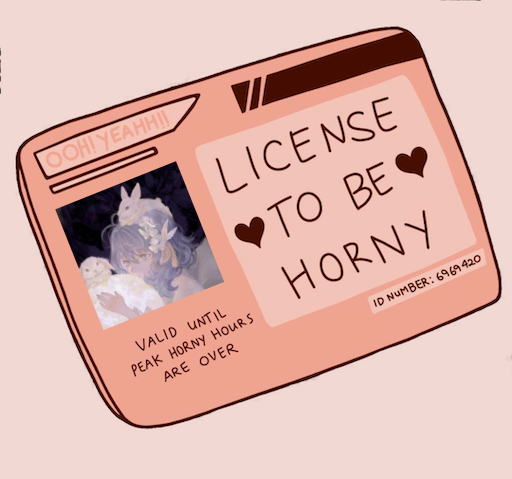 OOH! YEAHH!!
LICENSE
TO BE
HORNY
ID NUMBER: 6969420
VALID UNTIL
PEAK HORNY HOURS
ARE OVER